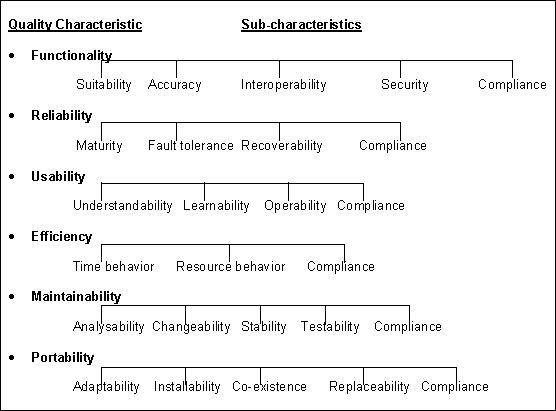 Quality Characteristic Sub-characteristics
• Functionality
Suitability Accuracy Interoperability Security Compliance
• Reliability
Maturity Fault tolerance Recoverability Compliance
• Usability
Understandability Learnability Operability Compliance
• Efficiency
Time behavior Resource behavior Compliance
• Maintainability
Analysability Changeability Stability Testability Compliance
• Portability
Adaptability Installability Co-existence Replaceability Compliance